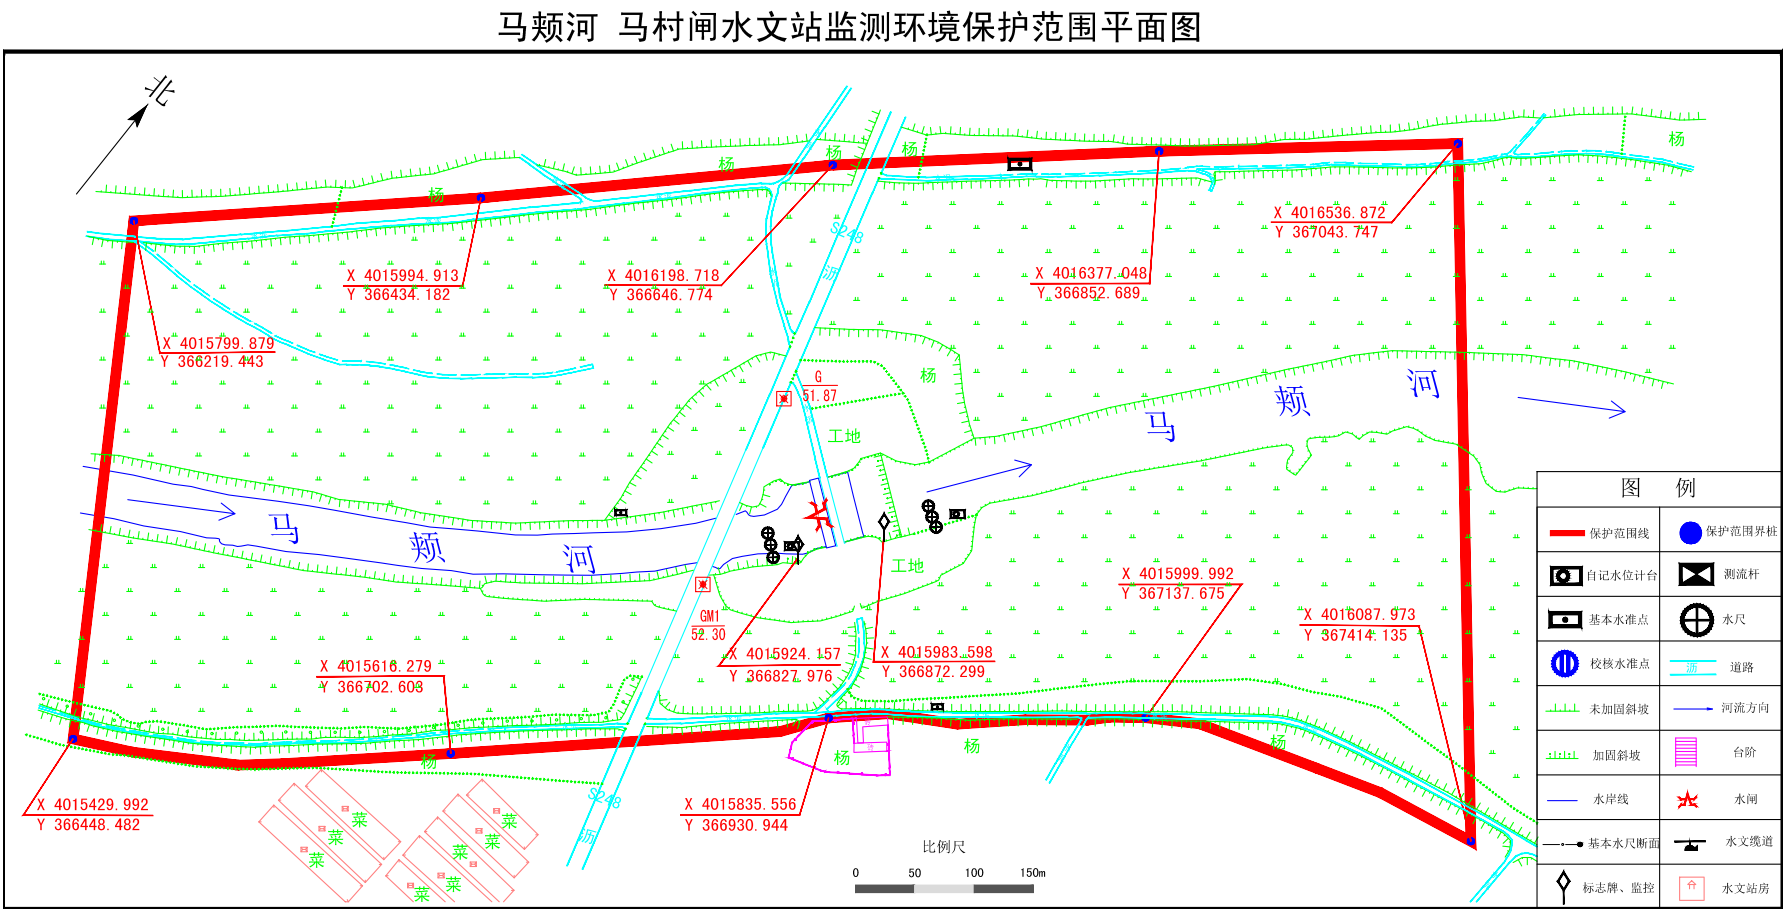 马颊河 马村闸水文站监测环境保护范围平面图
北
杨
杨
杨
杨
杨
S248
沥
X 4016536.872
Y 367043.747
X 4015994.913
Y 366434.182
X 4016198.718
Y 366646.774
X 4016377.048
Y 366852.689
X 4015799.879
Y 366219.443
G
51.87
杨
马 颊 河
工地
马 颊 河
工地
X 4015999.992
Y 367137.675
GM1
52.30
X 4016087.973
Y 367414.135
X 4015924.157
Y 366827.976
X 4015983.598
Y 366872.299
X 4015616.279
Y 366702.603
杨
杨
杨
杨
X 4015429.992
Y 366448.482
X 4015835.556
Y 366930.944
S248
沥
菜
菜
菜
菜
菜
菜
菜
菜
比例尺
0 50 100 150m
图 例
保护范围线
保护范围界桩
自记水位计台
测流杆
基本水准点
水尺
校核水准点
沥
道路
未加固斜坡
河流方向
加固斜坡
台阶
水岸线
水闸
基本水尺断面
水文缆道
标志牌、监控
水文站房